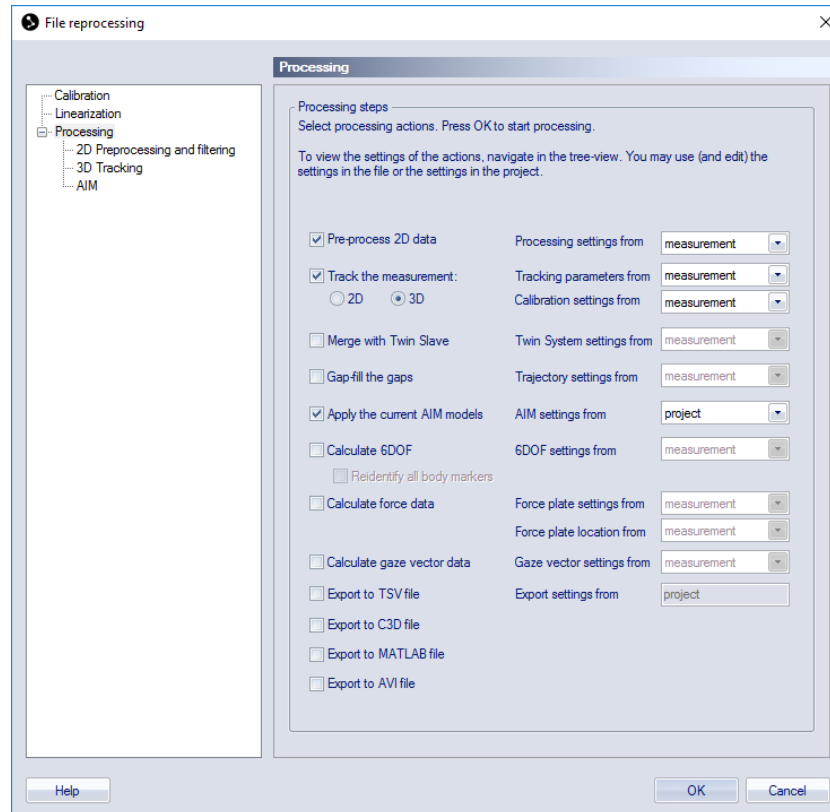 File reprocessing
Processing
Calibration
Linearization
Processing
2D Preprocessing and filtering
3D Tracking
AIM
Processing steps
Select processing actions. Press OK to start processing.
To view the settings of the actions, navigate in the tree-view. You may use (and edit) the
settings in the file or the settings in the project.
Pre-process 2D data Processing settings from measurement
Track the measurement: Tracking parameters from measurement
2D 3D Calibration settings from measurement
Merge with Twin Slave Twin System settings from measurement
Gap-fill the gaps Trajectory settings from measurement
Apply the current AIM models AIM settings from project
Calculate 6DOF 6DOF settings from measurement
Reidentify all body markers
Calculate force data Force plate settings from measurement
Force plate location from measurement
Calculate gaze vector data Gaze vector settings from measurement
Export to TSV file Export settings from project
Export to C3D file
Export to MATLAB file
Export to AVI file
Help OK Cancel